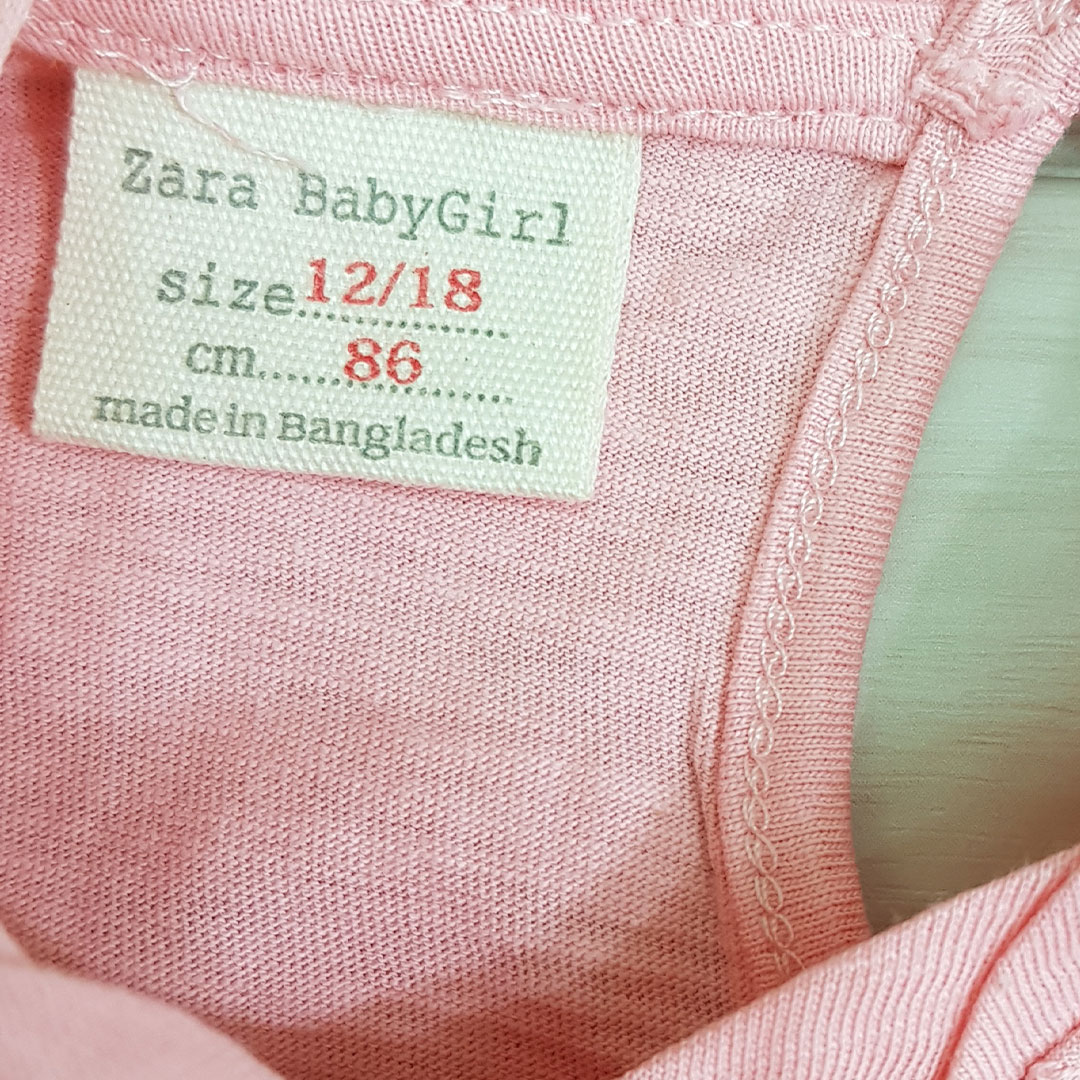 Zara BabyGirl
size 12/18
cm 86
made in Bangladesh